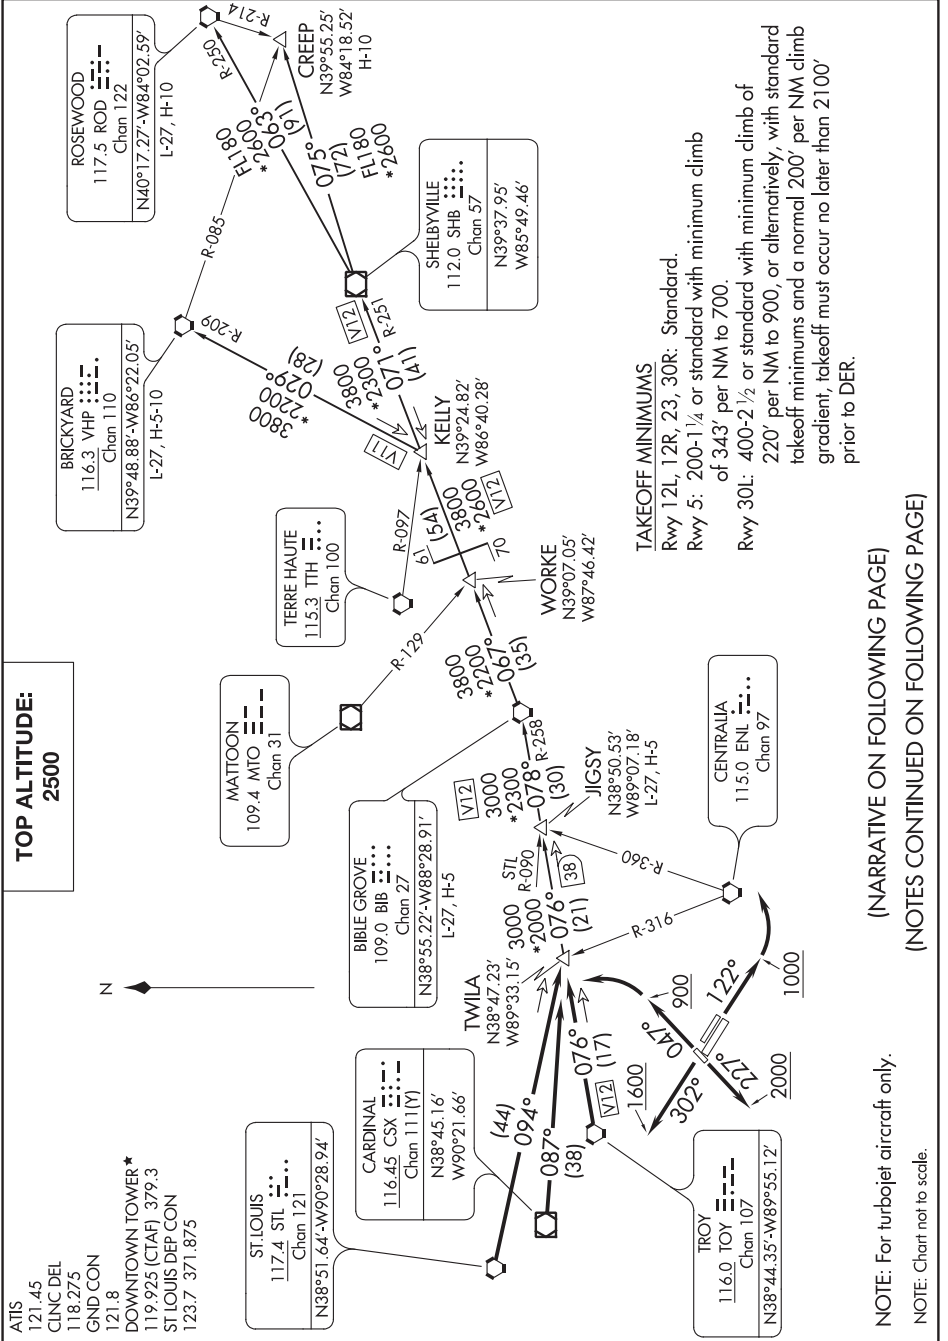 ATIS
121.45
CLNC DEL
118.275
GND CON
121.8
DOWNTOWN TOWER★
119.925 (CTAF) 379.3
ST LOUIS DEP CON
123.7 371.875
TOP ALTITUDE:
2500
N
ST.LOUIS
117.4 STL
Chan 121
N38°51.64'-W90°28.94'
CARDINAL
116.45 CSX
Chan 111(Y)
N38°45.16'
W90°21.66'
BIBLE GROVE
109.0 BIB
Chan 27
N38°55.22'-W88°28.91'
L-27, H-5
MATTOON
109.4 MTO
Chan 31
TERRE HAUTE
115.3 TTH
Chan 100
BRICKYARD
116.3 VHP
Chan 110
N39°48.88'-W86°22.05'
L-27, H-5-10
ROSEWOOD
117.5 ROD
Chan 122
N40°17.27'-W84°02.59'
L-27, H-10
SHELBYVILLE
112.0 SHB
Chan 57
N39°37.95'
W85°49.46'
CENTRALIA
115.0 ENL
Chan 97
TROY
116.0 TOY
Chan 107
N38°44.35'-W89°55.12'
TWILA
N38°47.23'
W89°33.15'
JIGSY
N38°50.53'
W89°07.18'
L-27, H-5
WORKE
N39°07.05'
W87°46.42'
KELLY
N39°24.82'
W86°40.28'
CREEP
N39°55.25'
W84°18.52'
H-10
(44)
094°
087°
(38)
076°
(17)
V12
3000
*2000
076°
(21)
STL
R-090
38
R-316
R-360
V12
3000
*2300
078°
(30)
R-258
3800
*2200
067°
(35)
R-129
61
70
(54)
3800
*2600
V12
R-097
V11
3800
*2200
029°
(28)
R-209
3800
*2300
071°
(41)
V12
R-251
R-085
FL180
*2600
063°
(91)
R-250
R-214
075°
(72)
FL180
*2600
1600
302°
047°
900
227°
2000
122°
1000
TAKEOFF MINIMUMS
Rwy 12L, 12R, 23, 30R: Standard.
Rwy 5: 200-1¼ or standard with minimum climb
of 343' per NM to 700.
Rwy 30L: 400-2½ or standard with minimum climb of
220' per NM to 900, or alternatively, with standard
takeoff minimums and a normal 200' per NM climb
gradient, takeoff must occur no later than 2100'
prior to DER.
NOTE: For turbojet aircraft only.
NOTE: Chart not to scale.
(NARRATIVE ON FOLLOWING PAGE)
(NOTES CONTINUED ON FOLLOWING PAGE)